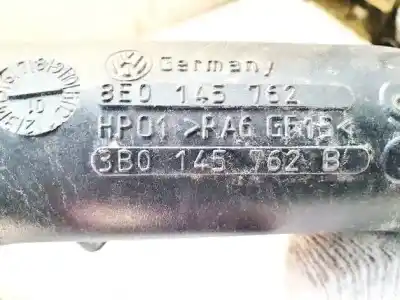 Germany
8E0 145 762
HP01 >PA6 GF15<
3B0 145 762 B